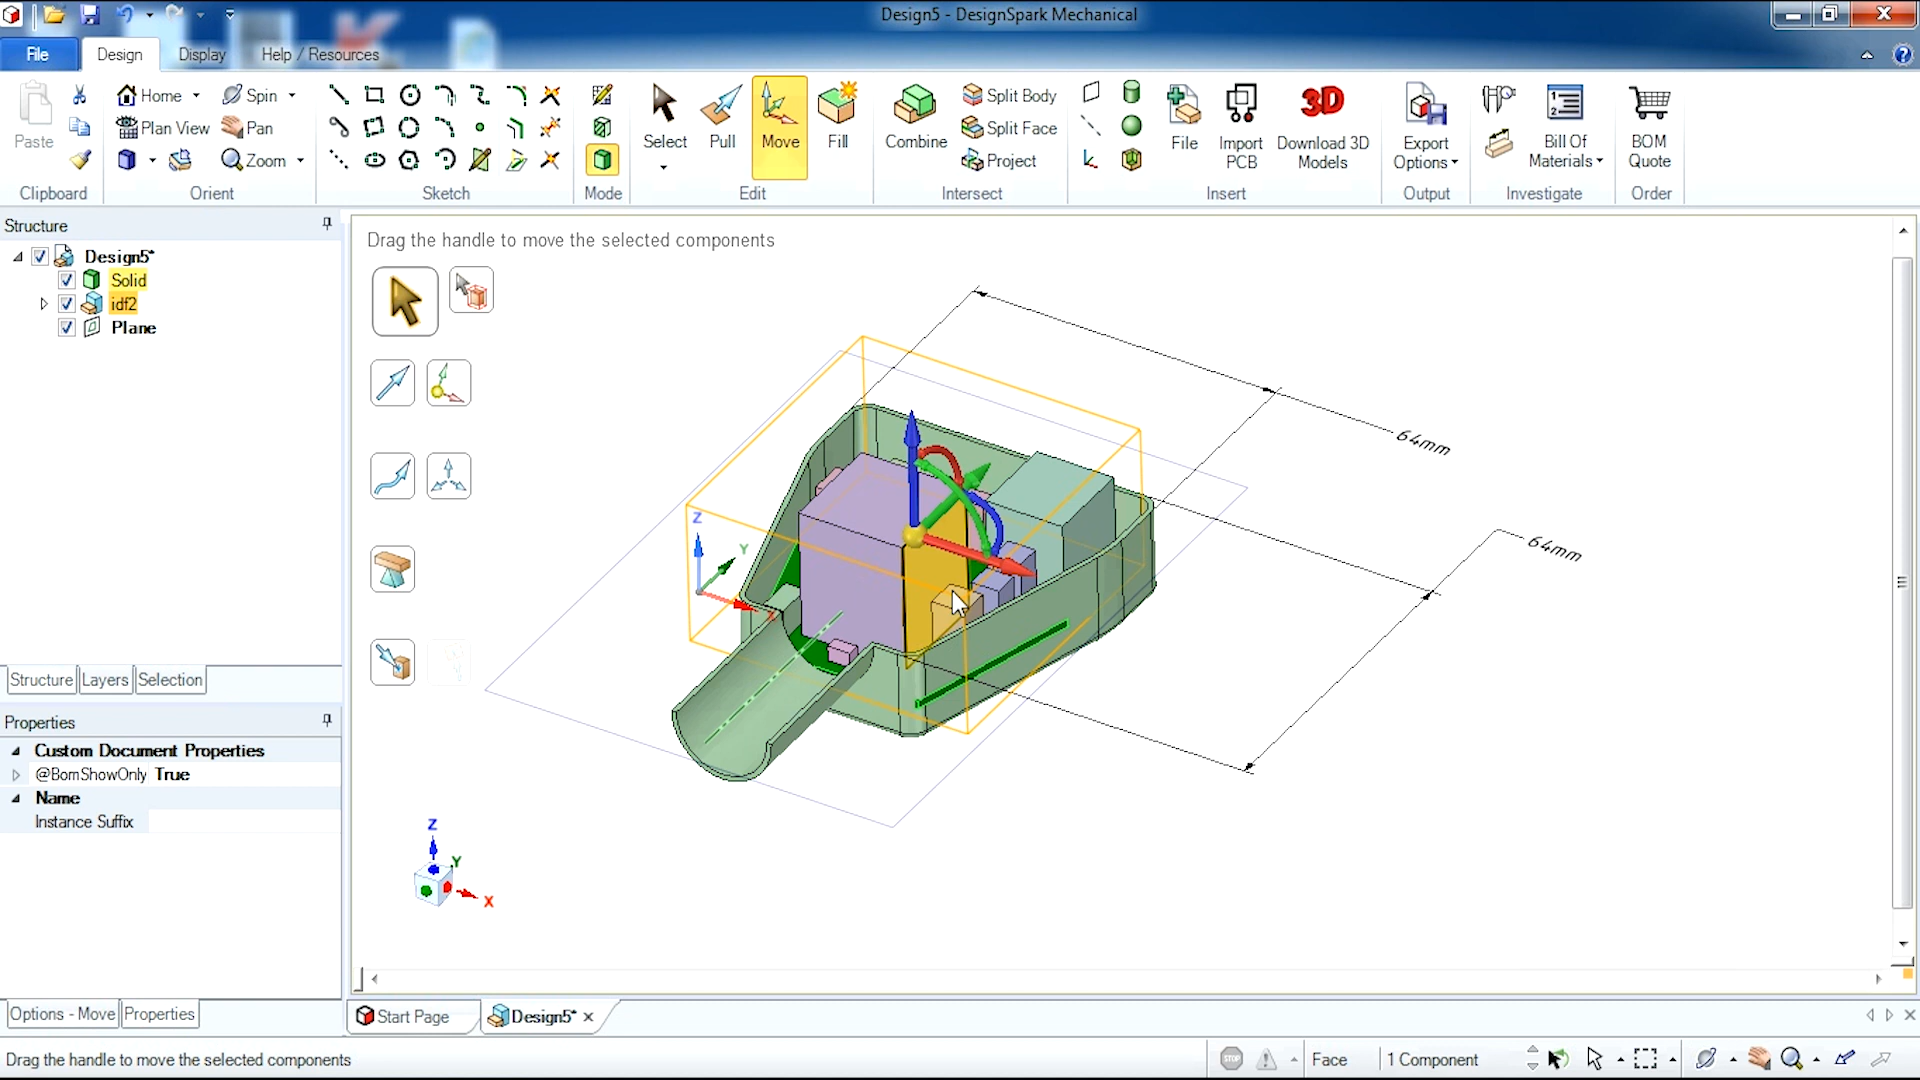 Design5 - DesignSpark Mechanical
File
Design
Display
Help / Resources
Paste
Home
Plan View
Spin
Pan
Zoom
Select
Pull
Move
Fill
Combine
Split Body
Split Face
Project
File
Import
PCB
3D
Download 3D
Models
Export
Options
Bill Of
Materials
BOM
Quote
Clipboard
Orient
Sketch
Mode
Edit
Intersect
Insert
Output
Investigate
Order
Structure
Design5*
Solid
idf2
Plane
Structure
Layers
Selection
Properties
Custom Document Properties
@BomShowOnly True
Name
Instance Suffix
Options - Move
Properties
Drag the handle to move the selected components
64mm
64mm
Z
Y
X
Z
Y
X
Start Page
Design5*
Drag the handle to move the selected components
STOP
Face
1 Component